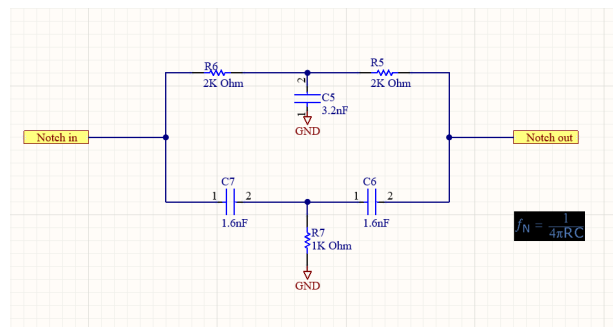 R6
2K Ohm
R5
2K Ohm
2
C5
1
3.2nF
GND
Notch in
Notch out
C7
1 2
1.6nF
C6
1 2
1.6nF
R7
1K Ohm
GND
fN = 1
4πRC